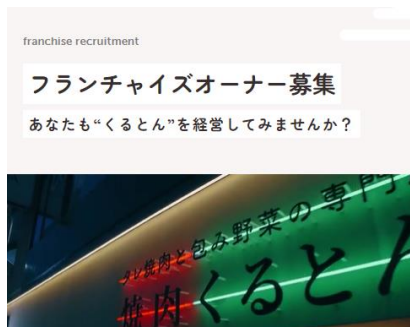 franchise recruitment
フランチャイズオーナー募集
あなたも“くるとん”を経営してみませんか？
タレ焼肉と包み野菜の専門
焼肉くるとん